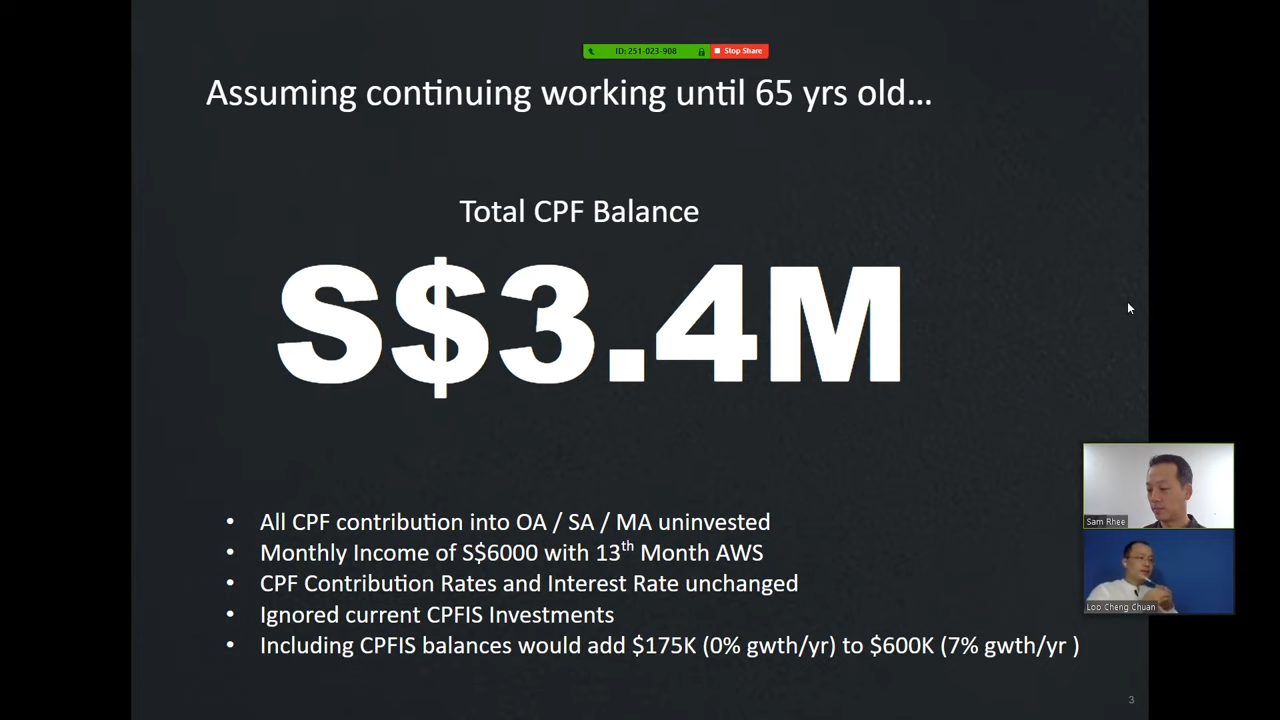 ID: 251-023-908
Stop Share
Assuming continuing working until 65 yrs old...
Total CPF Balance
S$3.4M
• All CPF contribution into OA / SA / MA uninvested
• Monthly Income of S$6000 with 13th Month AWS
• CPF Contribution Rates and Interest Rate unchanged
• Ignored current CPFIS Investments
• Including CPFIS balances would add $175K (0% gwth/yr) to $600K (7% gwth/yr )
Sam Rhee
Loo Cheng Chuan
3